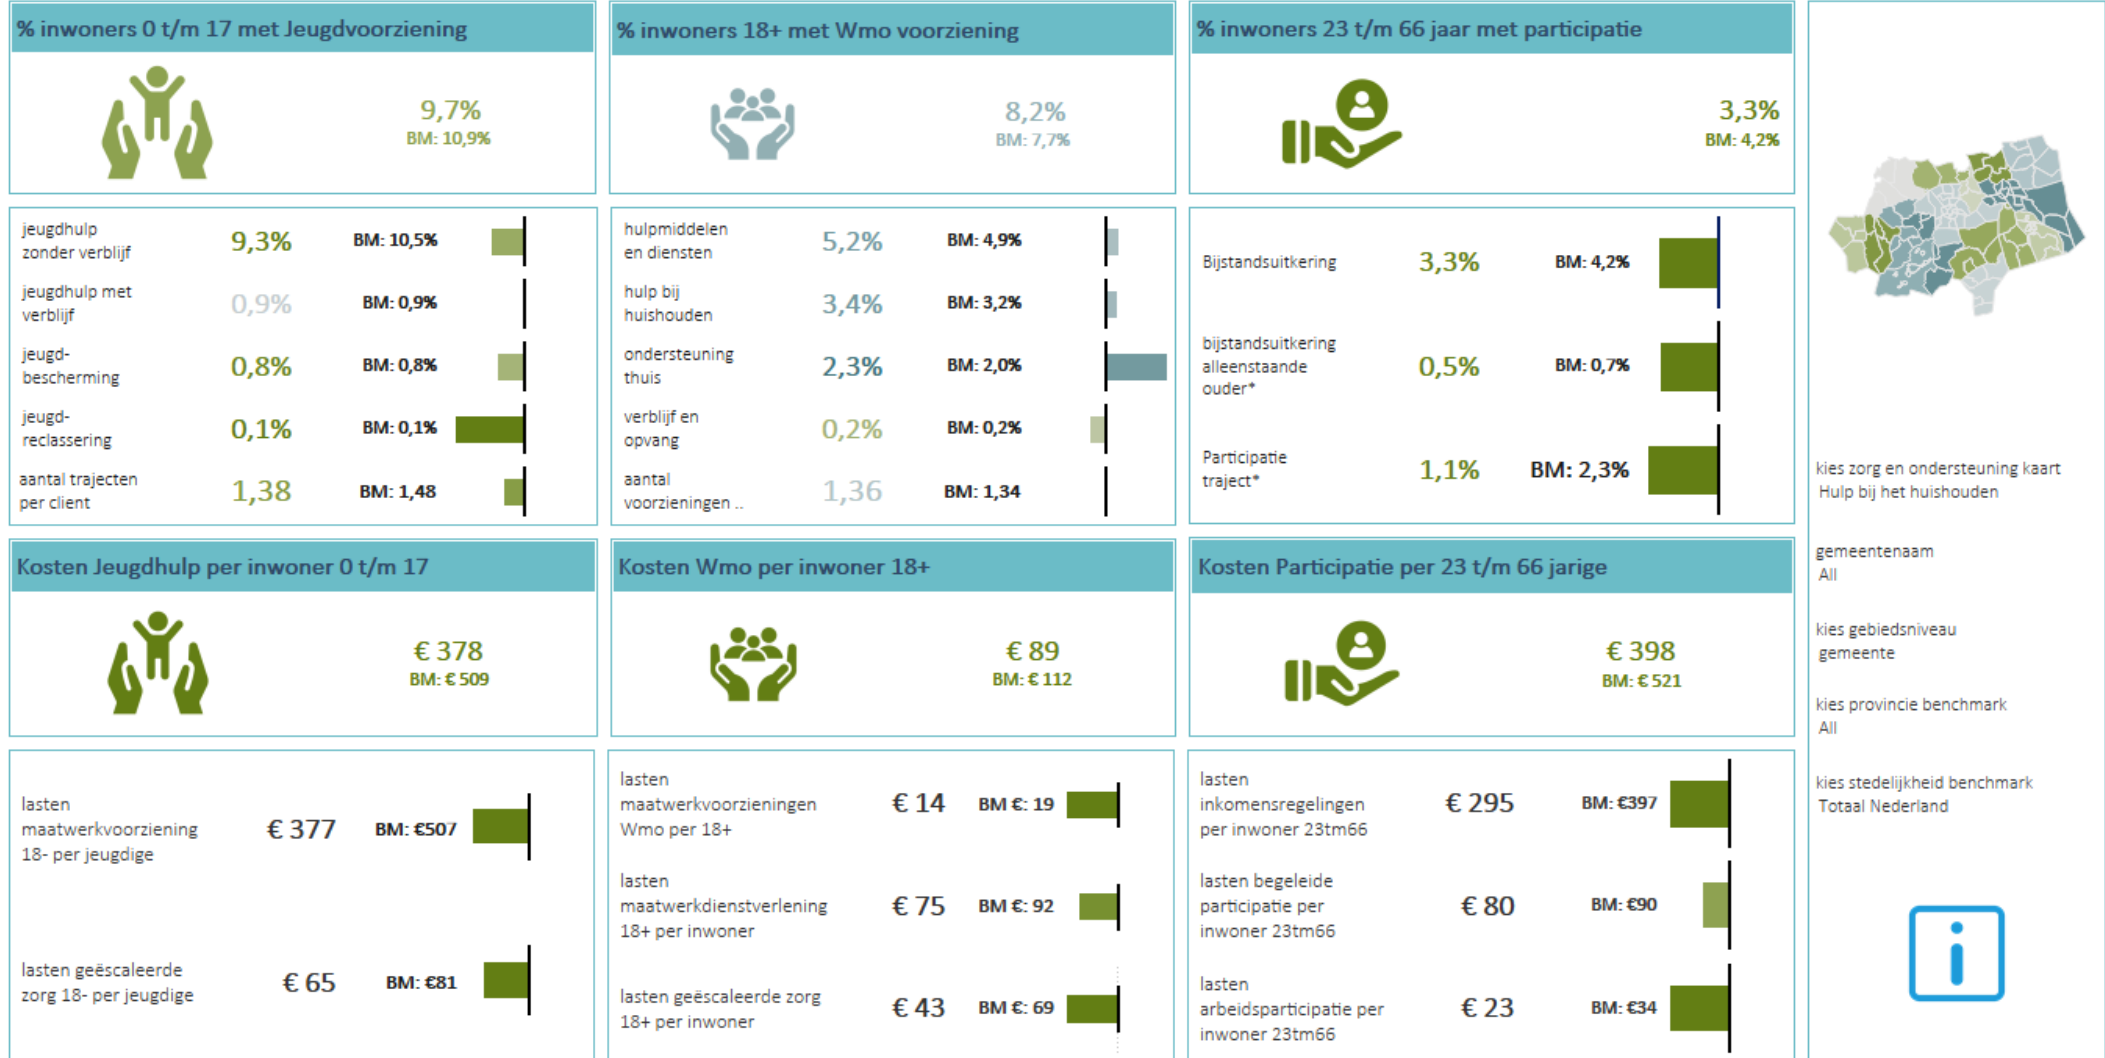 % inwoners 0 t/m 17 met Jeugdvoorziening
9,7%
BM: 10,9%
jeugdhulp
zonder verblijf
9,3%
BM: 10,5%
jeugdhulp met
verblijf
0,9%
BM: 0,9%
jeugd-
bescherming
0,8%
BM: 0,8%
jeugd-
reclassering
0,1%
BM: 0,1%
aantal trajecten
per client
1,38
BM: 1,48
% inwoners 18+ met Wmo voorziening
8,2%
BM: 7,7%
hulpmiddelen
en diensten
5,2%
BM: 4,9%
hulp bij
huishouden
3,4%
BM: 3,2%
ondersteuning
thuis
2,3%
BM: 2,0%
verblijf en
opvang
0,2%
BM: 0,2%
aantal
voorzieningen ..
1,36
BM: 1,34
% inwoners 23 t/m 66 jaar met participatie
3,3%
BM: 4,2%
Bijstandsuitkering
3,3%
BM: 4,2%
bijstandsuitkering
alleenstaande
ouder*
0,5%
BM: 0,7%
Participatie
traject*
1,1%
BM: 2,3%
Kosten Jeugdhulp per inwoner 0 t/m 17
€ 378
BM: € 509
lasten
maatwerkvoorziening
18- per jeugdige
€ 377
BM: €507
lasten geëscaleerde
zorg 18- per jeugdige
€ 65
BM: €81
Kosten Wmo per inwoner 18+
€ 89
BM: € 112
lasten
maatwerkvoorzieningen
Wmo per 18+
€ 14
BM €: 19
lasten
maatwerkdienstverlening
18+ per inwoner
€ 75
BM €: 92
lasten geëscaleerde zorg
18+ per inwoner
€ 43
BM €: 69
Kosten Participatie per 23 t/m 66 jarige
€ 398
BM: € 521
lasten
inkomensregelingen
per inwoner 23tm66
€ 295
BM: €397
lasten begeleide
participatie per
inwoner 23tm66
€ 80
BM: €90
lasten
arbeidsparticipatie per
inwoner 23tm66
€ 23
BM: €34
kies zorg en ondersteuning kaart
Hulp bij het huishouden
gemeentenaam
All
kies gebiedsniveau
gemeente
kies provincie benchmark
All
kies stedelijkheid benchmark
Totaal Nederland
i